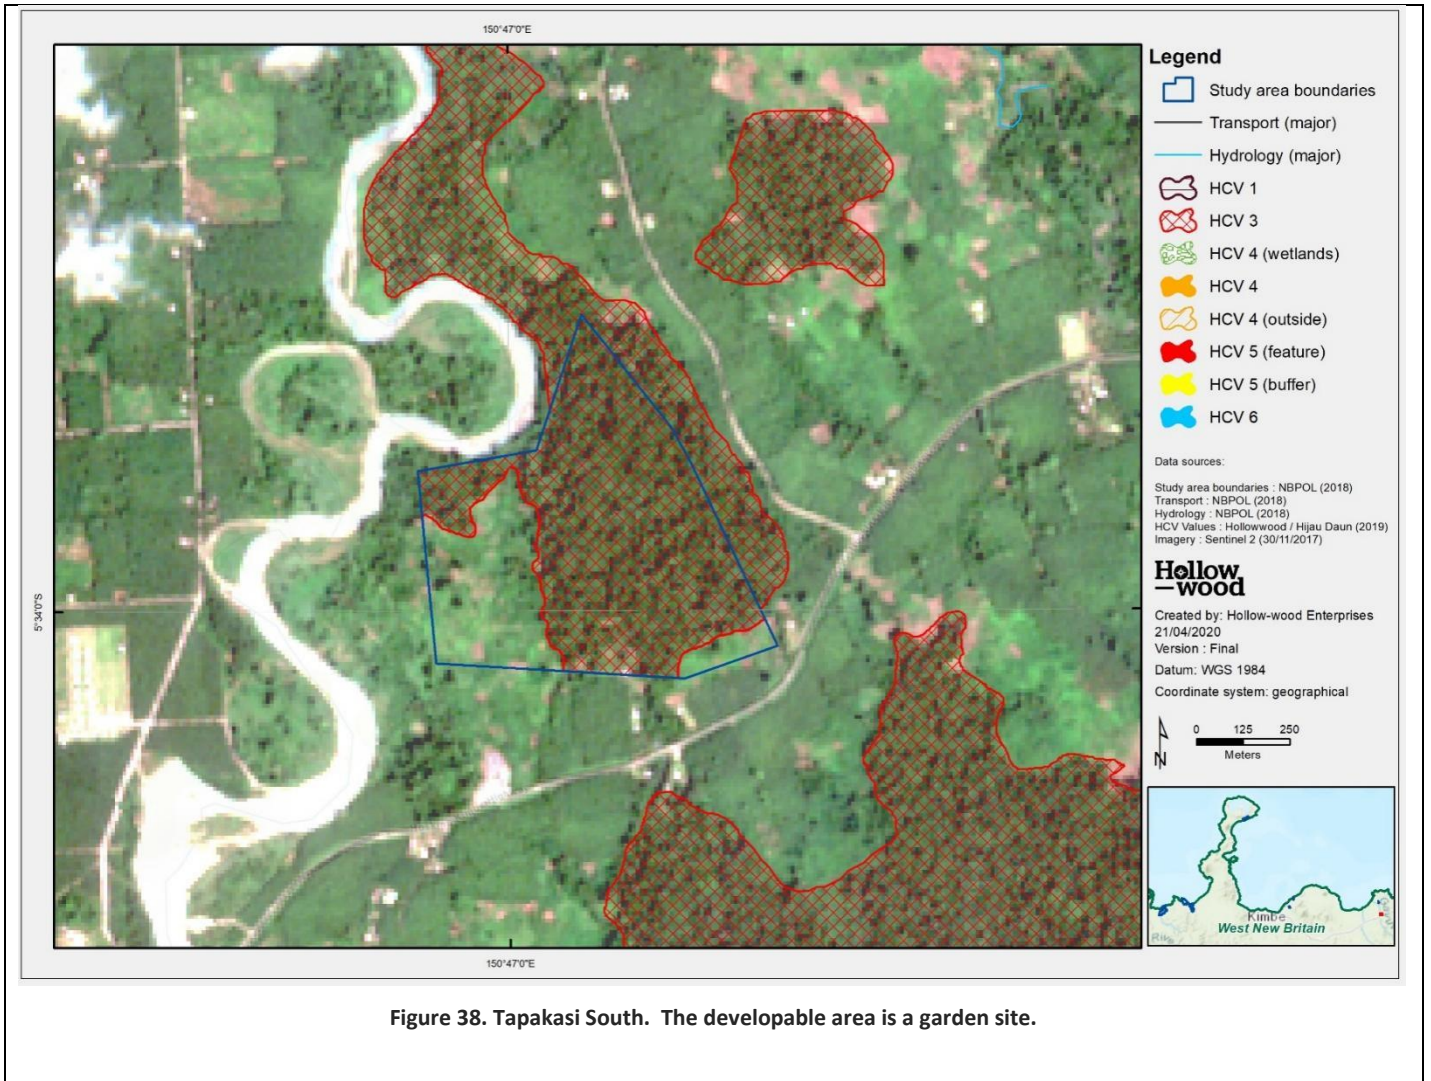 150°47'0"E
5°34'0"S
150°47'0"E
Legend
Study area boundaries
Transport (major)
Hydrology (major)
HCV 1
HCV 3
HCV 4 (wetlands)
HCV 4
HCV 4 (outside)
HCV 5 (feature)
HCV 5 (buffer)
HCV 6
Data sources:
Study area boundaries : NBPOL (2018)
Transport : NBPOL (2018)
Hydrology : NBPOL (2018)
HCV Values : Hollowwood / Hijau Daun (2019)
Imagery : Sentinel 2 (30/11/2017)
Hollow
—wood
Created by: Hollow-wood Enterprises
21/04/2020
Version : Final
Datum: WGS 1984
Coordinate system: geographical
N
0 125 250
Meters
Kimbe
West New Britain
Figure 38. Tapakasi South. The developable area is a garden site.